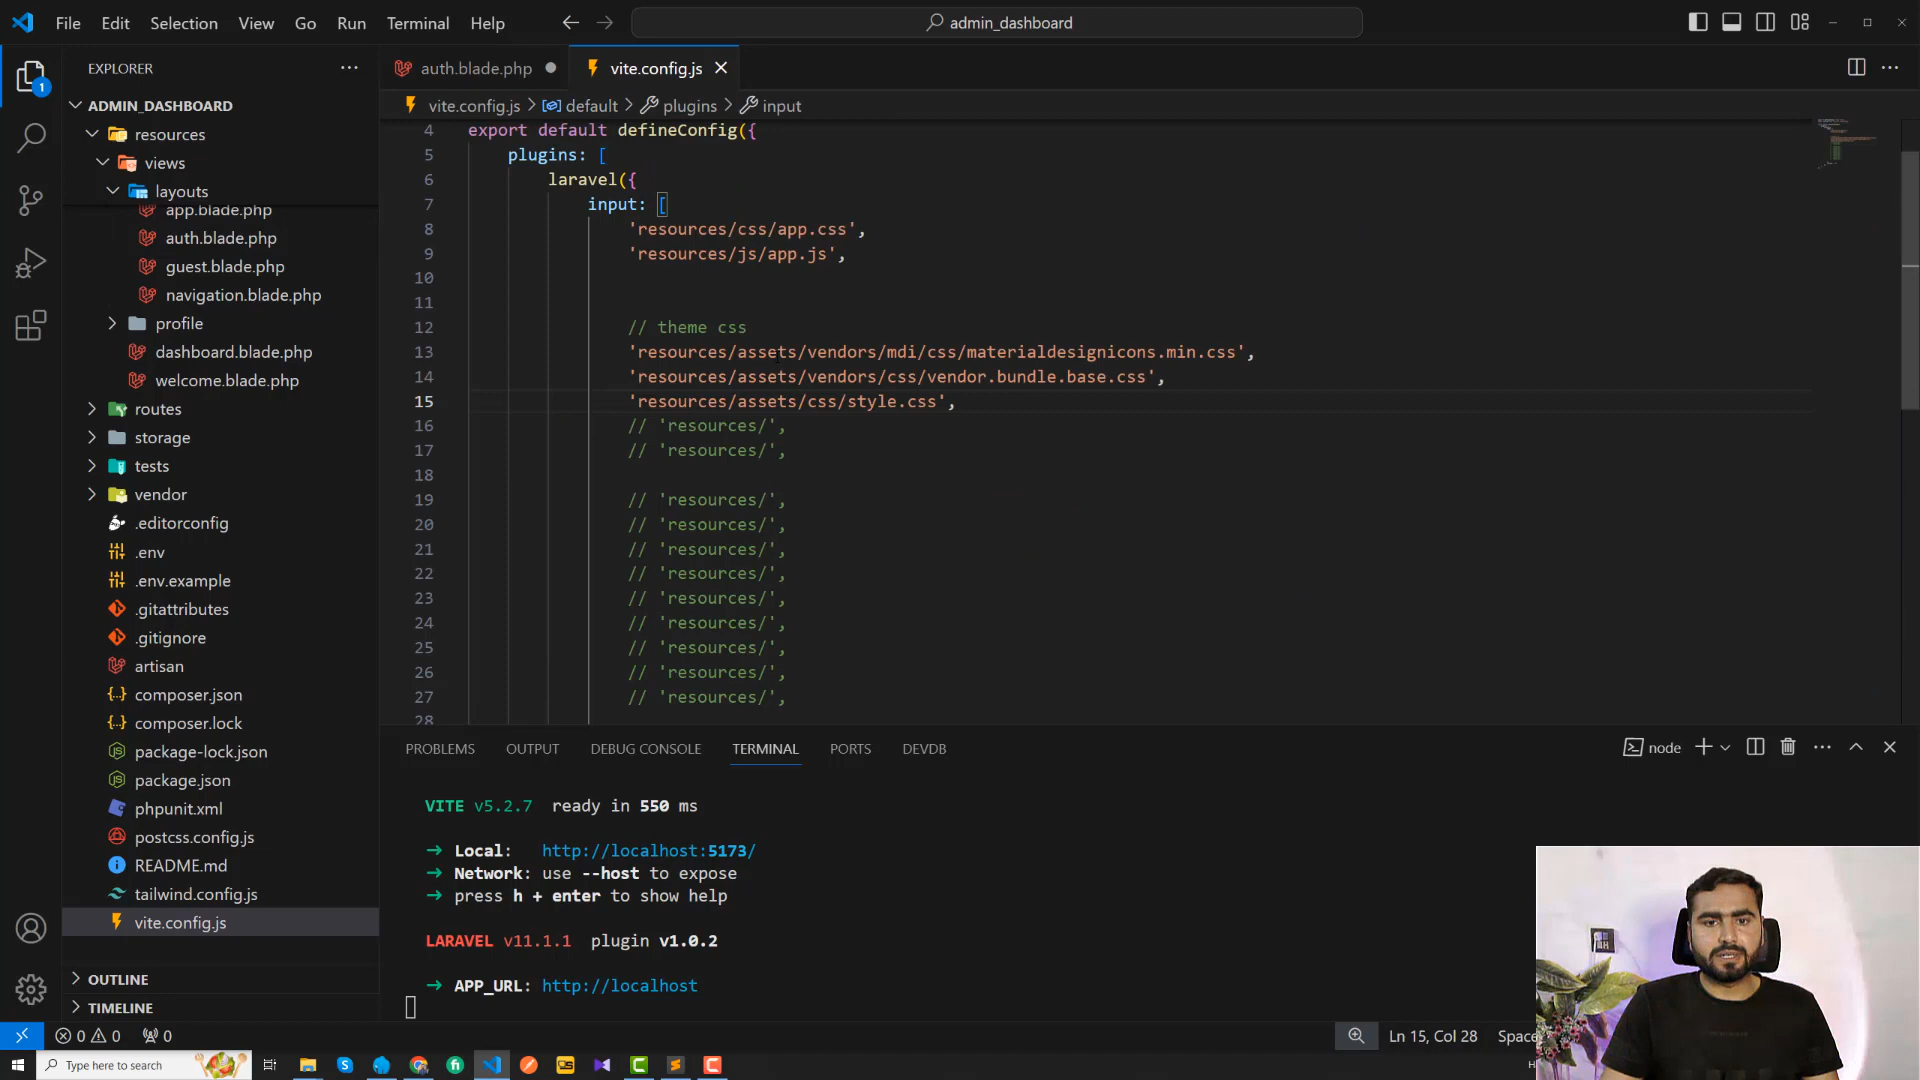 File Edit Selection View Go Run Terminal Help
admin_dashboard
EXPLORER
auth.blade.php
vite.config.js
vite.config.js > default > plugins > input
ADMIN_DASHBOARD
resources
views
layouts
app.blade.php
auth.blade.php
guest.blade.php
navigation.blade.php
profile
dashboard.blade.php
welcome.blade.php
routes
storage
tests
vendor
.editorconfig
.env
.env.example
.gitattributes
.gitignore
artisan
composer.json
composer.lock
package-lock.json
package.json
phpunit.xml
postcss.config.js
README.md
tailwind.config.js
vite.config.js
OUTLINE
TIMELINE
4 export default defineConfig({
5 plugins: [
6 laravel({
7 input: [
8 'resources/css/app.css',
9 'resources/js/app.js',
10
11
12 // theme css
13 'resources/assets/vendors/mdi/css/materialdesignicons.min.css',
14 'resources/assets/vendors/css/vendor.bundle.base.css',
15 'resources/assets/css/style.css',
16 // 'resources/',
17 // 'resources/',
18
19 // 'resources/',
20 // 'resources/',
21 // 'resources/',
22 // 'resources/',
23 // 'resources/',
24 // 'resources/',
25 // 'resources/',
26 // 'resources/',
27 // 'resources/',
28
PROBLEMS OUTPUT DEBUG CONSOLE TERMINAL PORTS DEVDB
node
VITE v5.2.7 ready in 550 ms
➜ Local: http://localhost:5173/
➜ Network: use --host to expose
➜ press h + enter to show help
LARAVEL v11.1.1 plugin v1.0.2
➜ APP_URL: http://localhost
0 0 0
Ln 15, Col 28
Type here to search